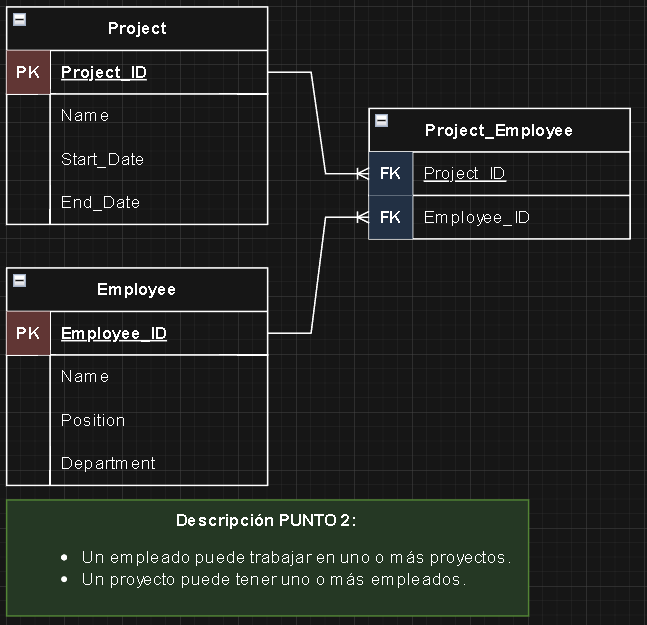 Project
PK Project_ID
Name
Start_Date
End_Date
Project_Employee
FK Project_ID
FK Employee_ID
Employee
PK Employee_ID
Name
Position
Department
Descripción PUNTO 2:
• Un empleado puede trabajar en uno o más proyectos.
• Un proyecto puede tener uno o más empleados.